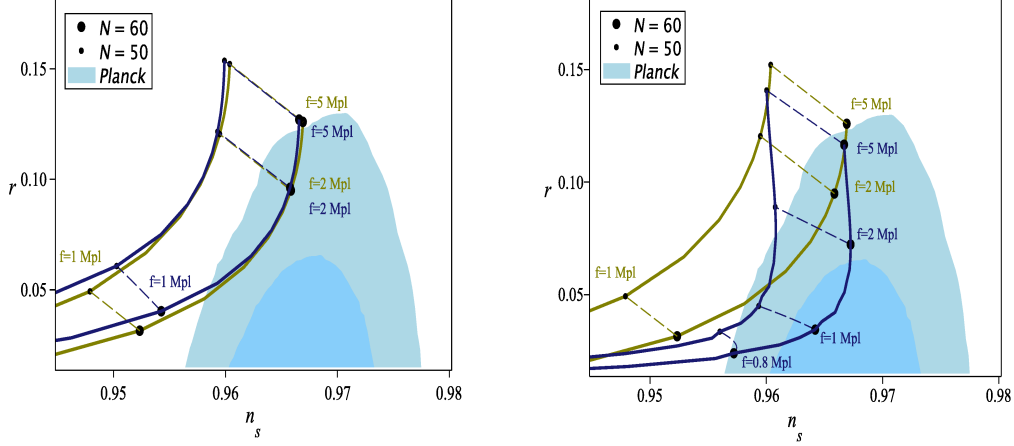 N = 60
N = 50
Planck
0.15
0.10
0.05
r
f=5 Mpl
f=5 Mpl
f=2 Mpl
f=2 Mpl
f=1 Mpl
f=1 Mpl
0.95
0.96
0.97
0.98
n_s
N = 60
N = 50
Planck
0.15
0.10
0.05
r
f=5 Mpl
f=5 Mpl
f=2 Mpl
f=2 Mpl
f=1 Mpl
f=1 Mpl
f=0.8 Mpl
0.95
0.96
0.97
0.98
n_s